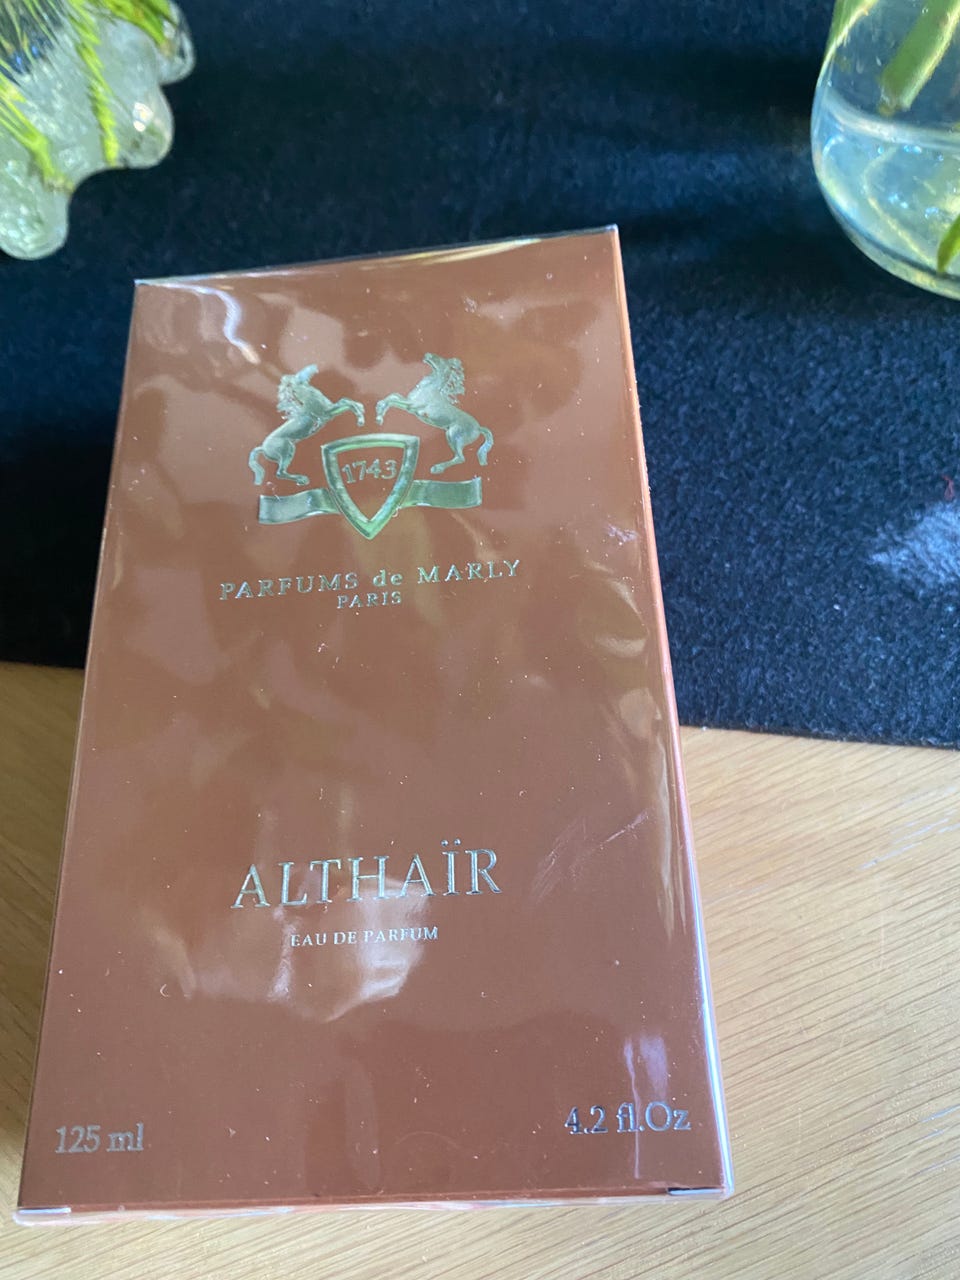 1743
PARFUMS de MARLY
PARIS
ALTHAÏR
EAU DE PARFUM
125 ml
4.2 fl.Oz